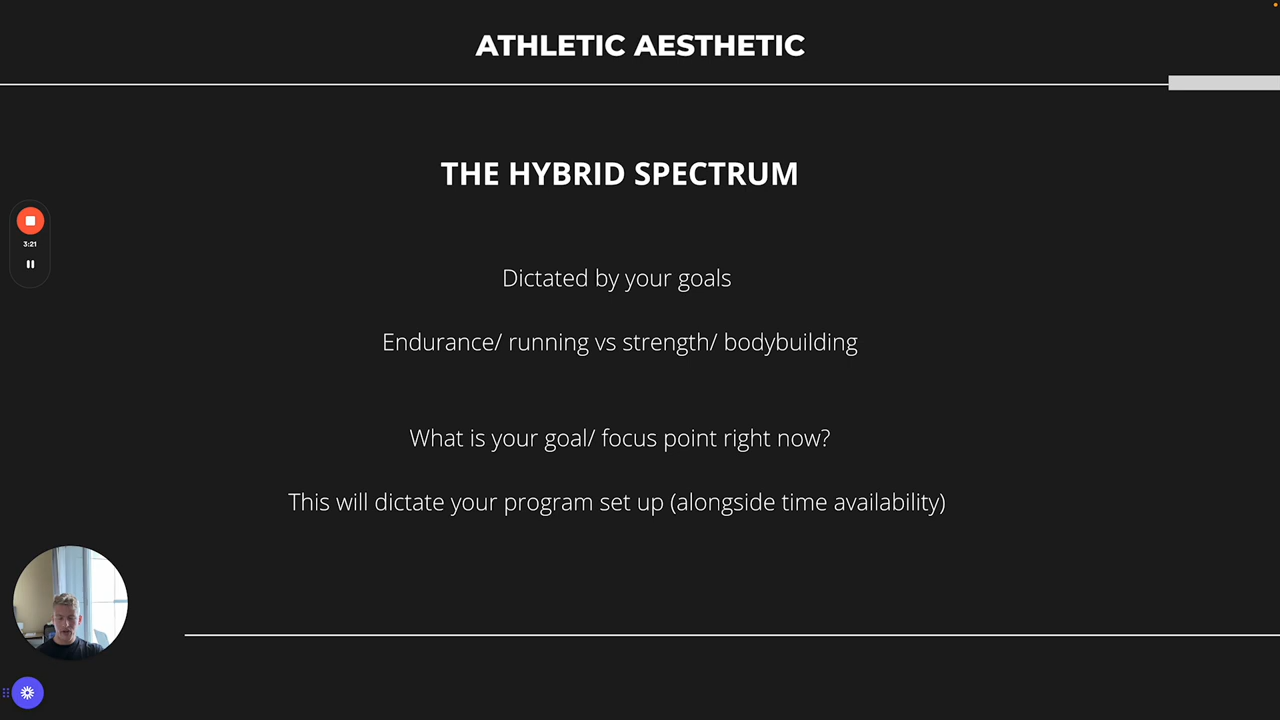 ATHLETIC AESTHETIC
THE HYBRID SPECTRUM
3:21
Dictated by your goals
Endurance/ running vs strength/ bodybuilding
What is your goal/ focus point right now?
This will dictate your program set up (alongside time availability)